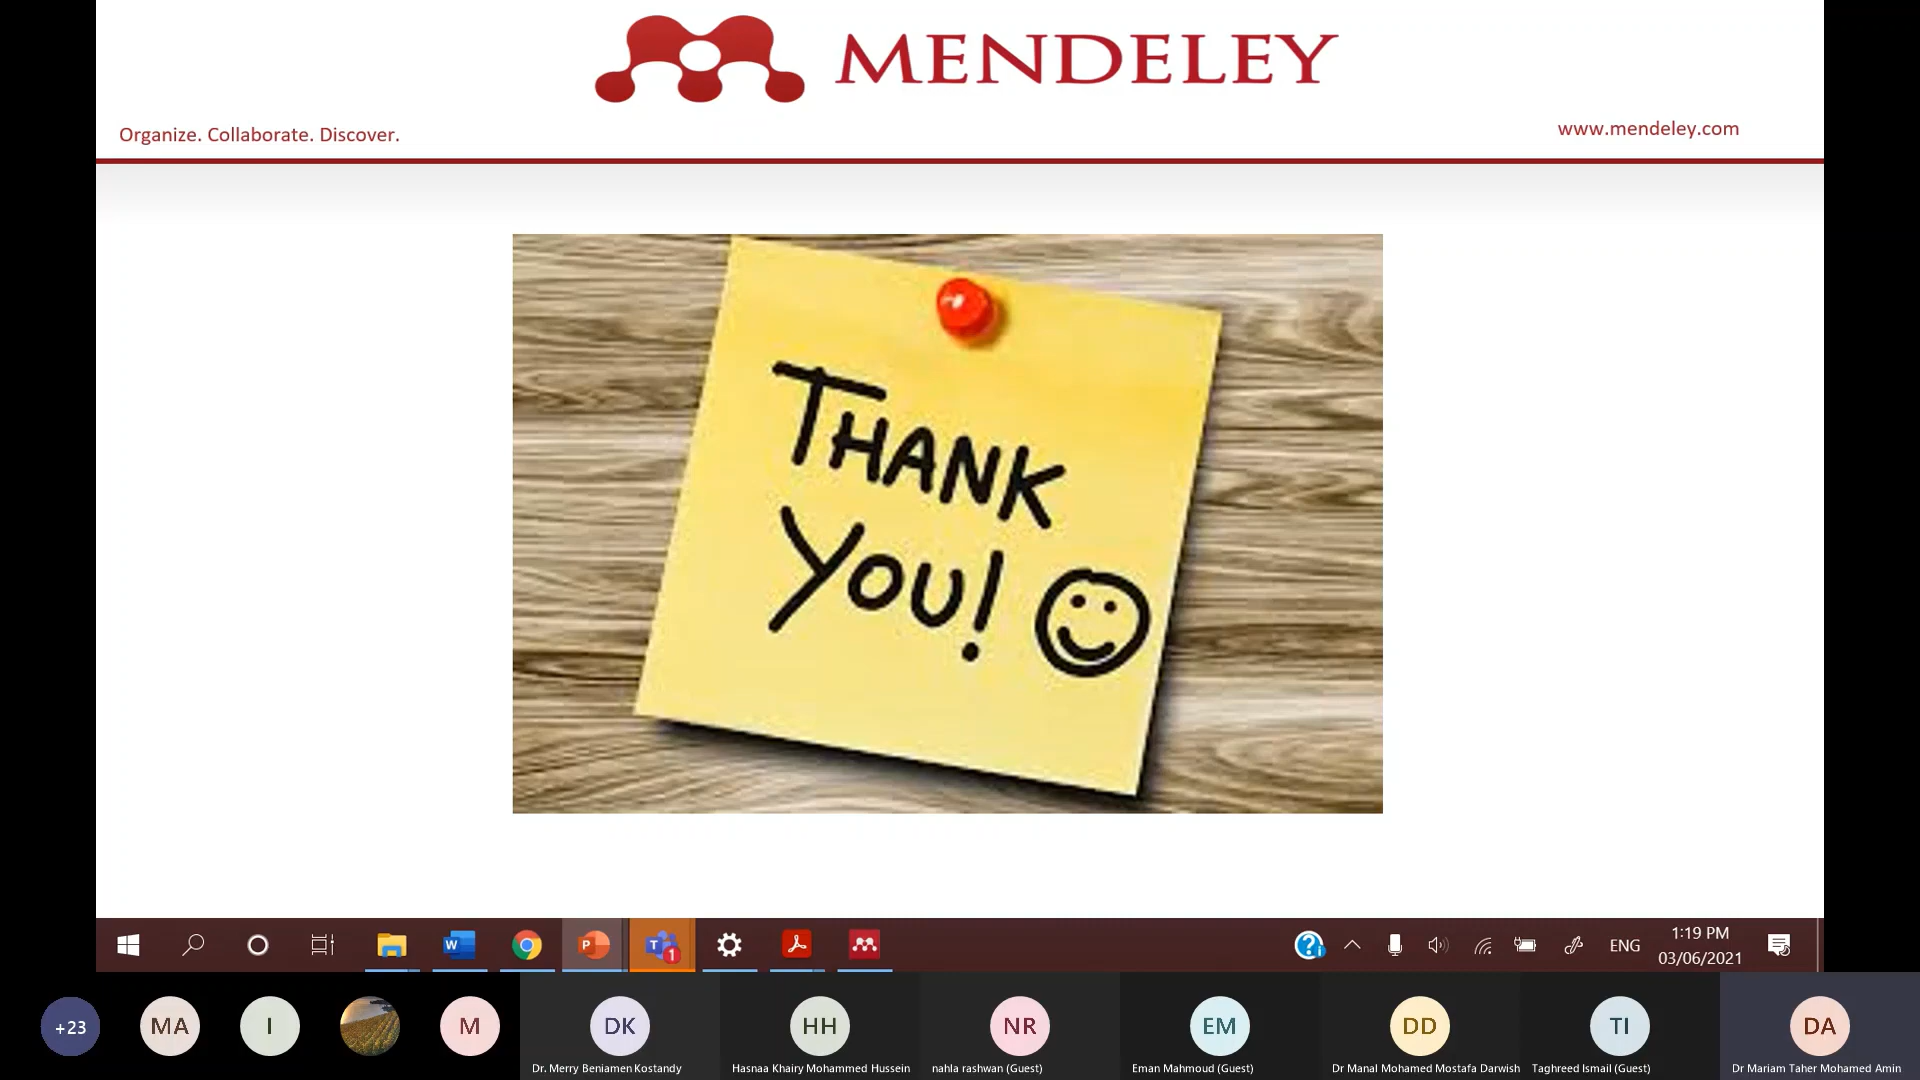 MENDELEY
Organize. Collaborate. Discover.
www.mendeley.com
THANK
YOU!
ENG
1:19 PM
03/06/2021
W
P
T
1
+23
MA
I
M
DK
HH
NR
EM
DD
TI
DA
Dr. Merry Beniamen Kostandy
Hasnaa Khairy Mohammed Hussein
nahla rashwan (Guest)
Eman Mahmoud (Guest)
Dr Manal Mohamed Mostafa Darwish
Taghreed Ismail (Guest)
Dr Mariam Taher Mohamed Amin